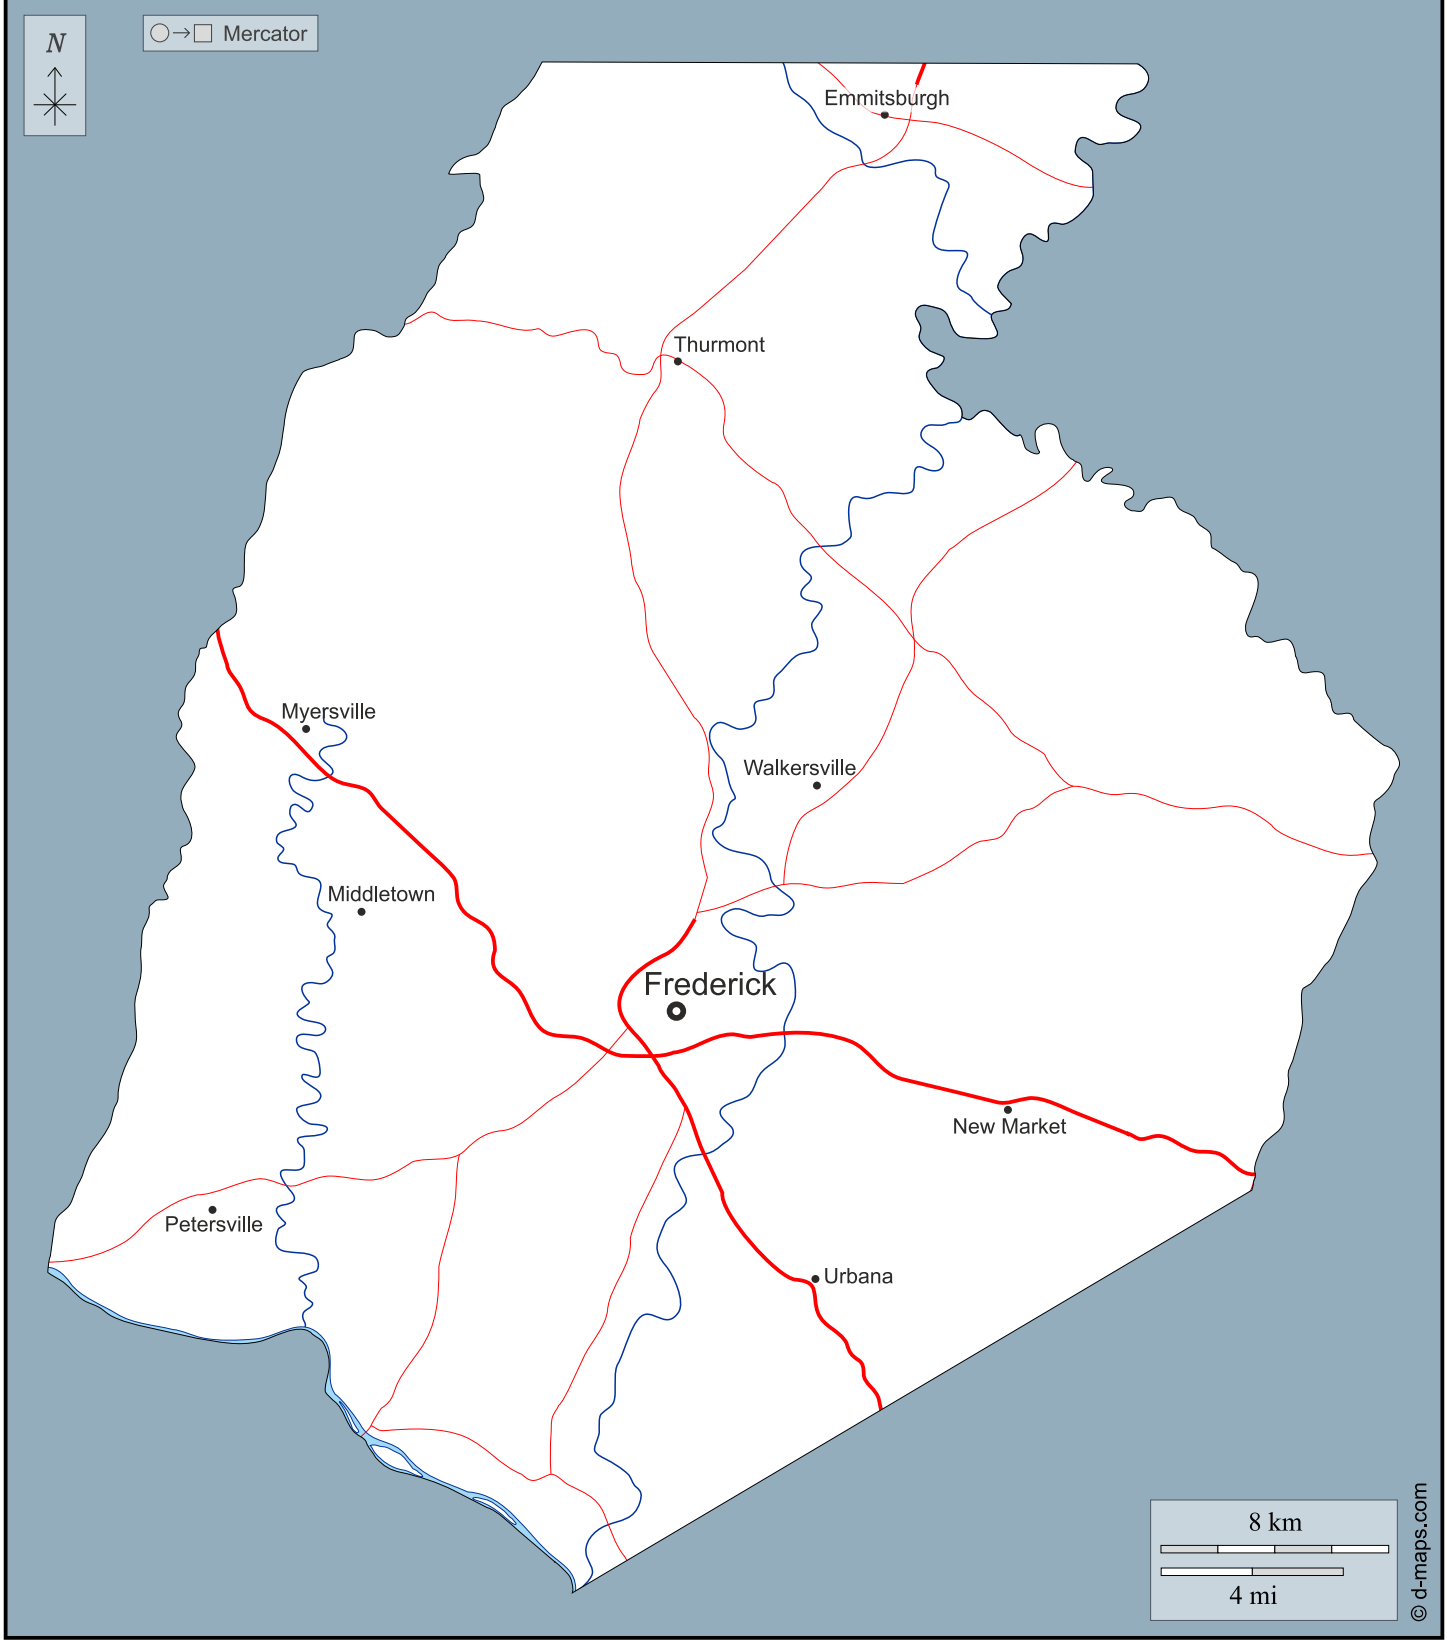 N
Mercator
Emmitsburgh
Thurmont
Myersville
Walkersville
Middletown
Frederick
New Market
Petersville
Urbana
8 km
4 mi
© d-maps.com